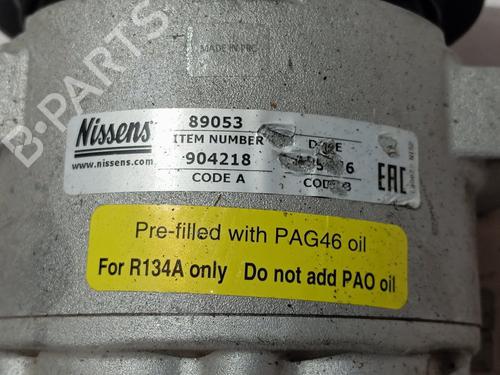 B-PARTS
MADE IN PRC
Nissens
www.nissens.com
89053
ITEM NUMBER
904218
CODE A
EAC
Pre-filled with PAG46 oil
For R134A only Do not add PAO oil